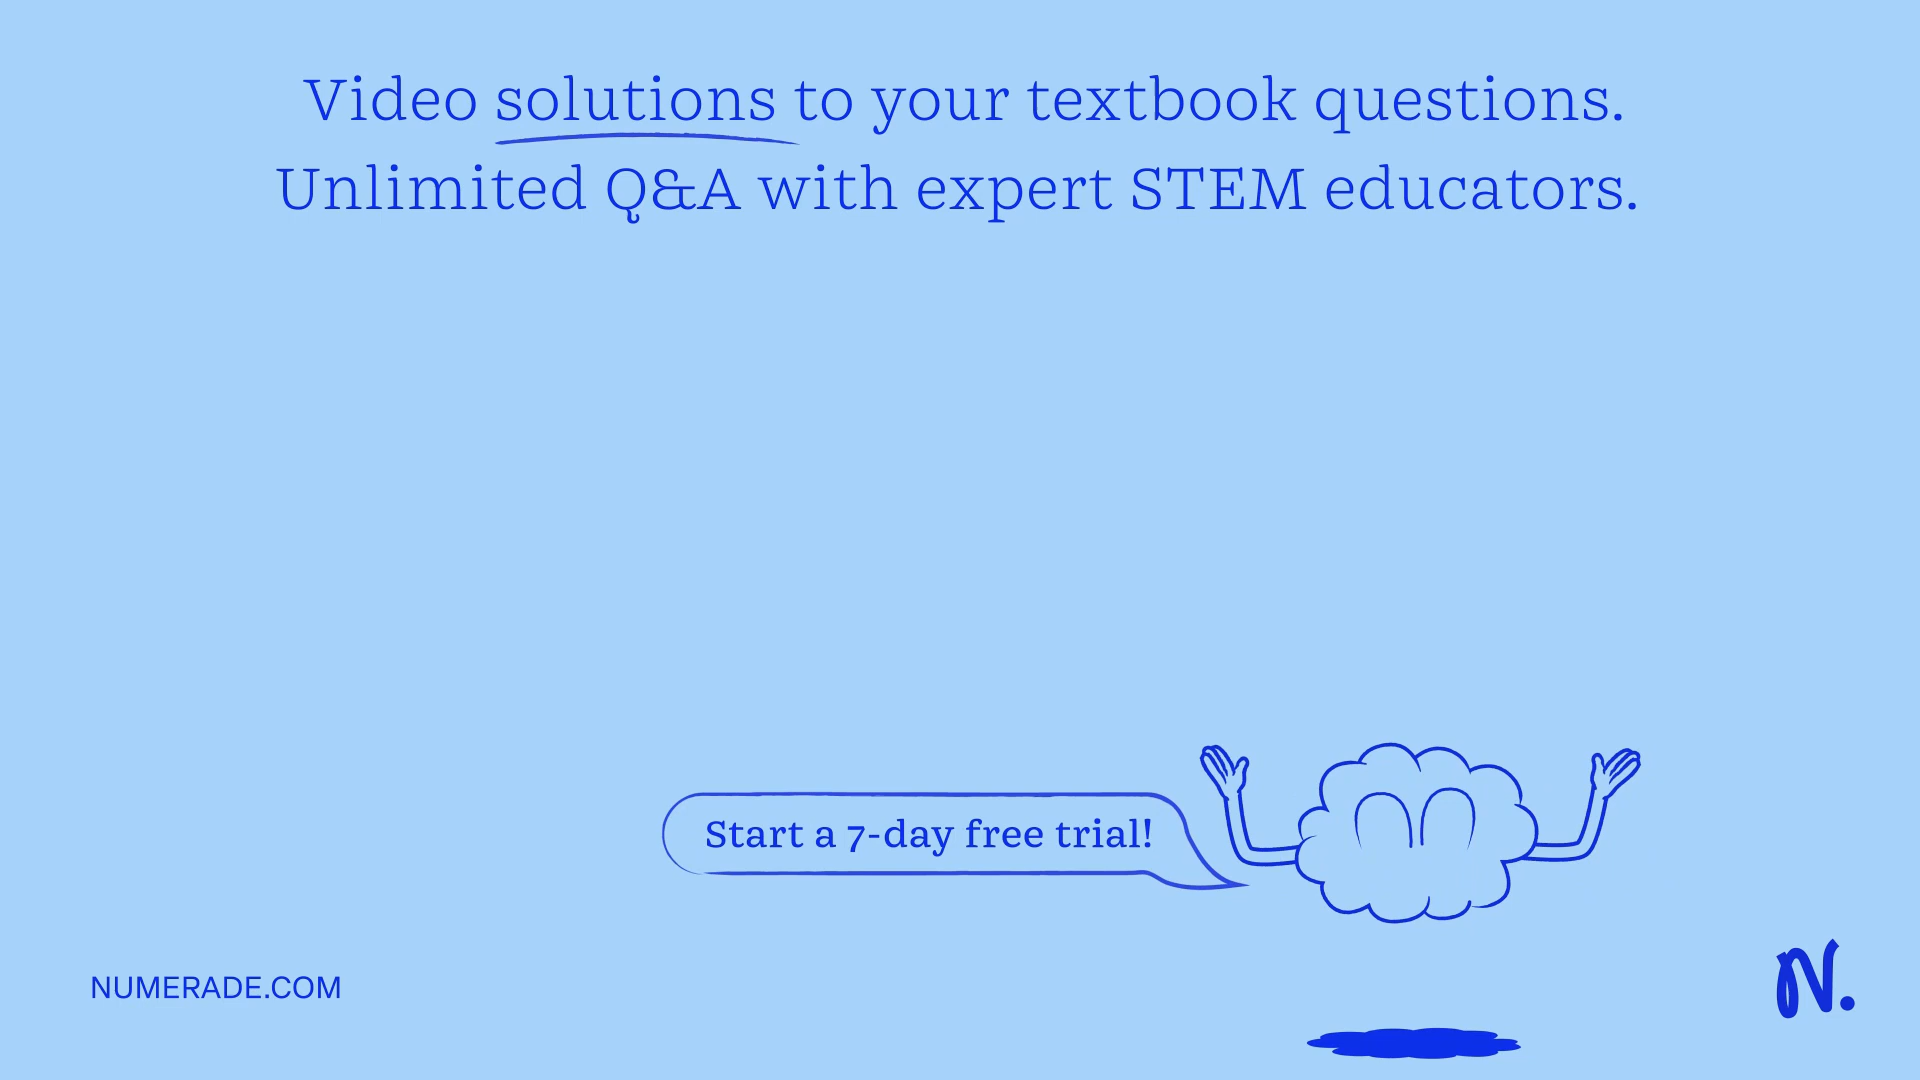 Video solutions to your textbook questions.
Unlimited Q&A with expert STEM educators.
Start a 7-day free trial!
NUMERADE.COM
N.